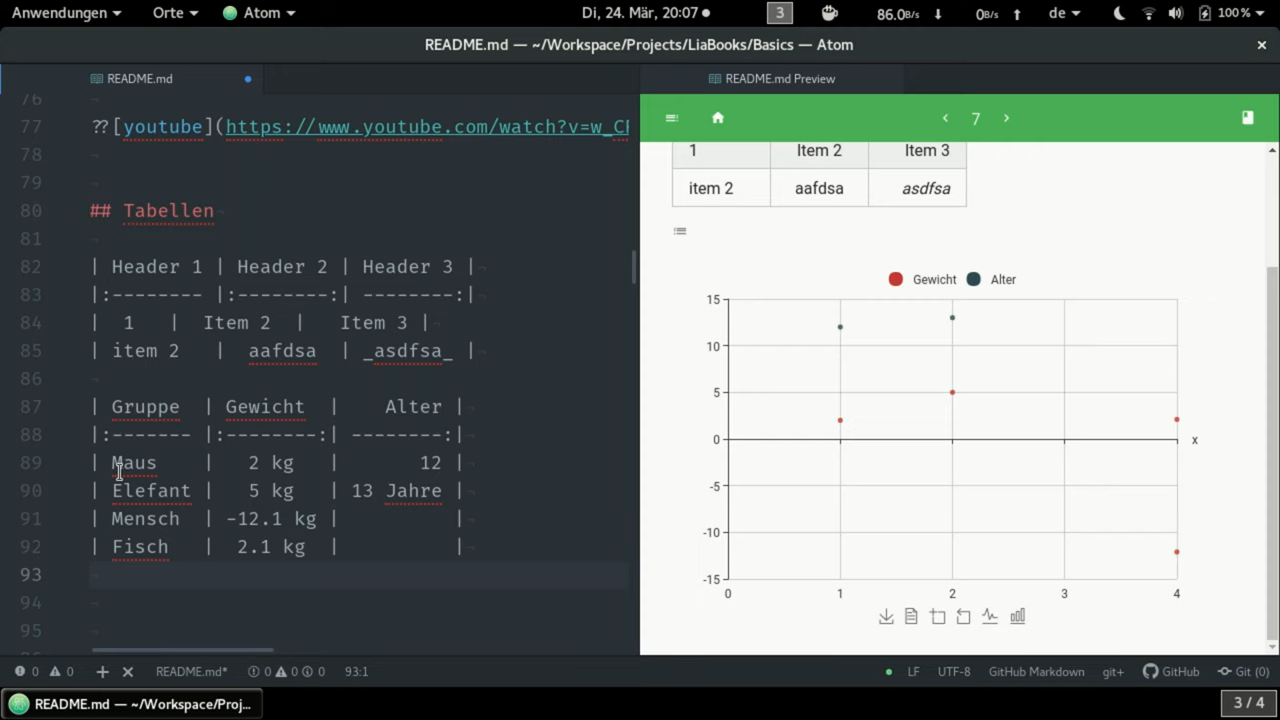 Anwendungen Orte Atom Di, 24. Mär, 20:07 3 86.0B/s 0B/s de 100 %
README.md — ~/Workspace/Projects/LiaBooks/Basics — Atom
README.md README.md Preview
76
77 ??[youtube](https://www.youtube.com/watch?v=w_C
78
79
80 ## Tabellen
81
82 | Header 1 | Header 2 | Header 3 |
83 |:-------- |:--------:| --------:|
84 | 1 | Item 2 | Item 3 |
85 | item 2 | aafdsa | _asdfsa_ |
86
87 | Gruppe | Gewicht | Alter |
88 |:------- |:--------:| --------:|
89 | Maus | 2 kg | 12 |
90 | Elefant | 5 kg | 13 Jahre |
91 | Mensch | -12.1 kg | |
92 | Fisch | 2.1 kg | |
93
94
95
7
1 Item 2 Item 3
item 2 aafdsa asdfsa
Gewicht Alter
15
10
5
0 x
-5
-10
-15
0 1 2 3 4
0 0 0 0 0 README.md* 93:1 LF UTF-8 GitHub Markdown git+ GitHub Git (0)
README.md — ~/Workspace/Proj... 3 / 4